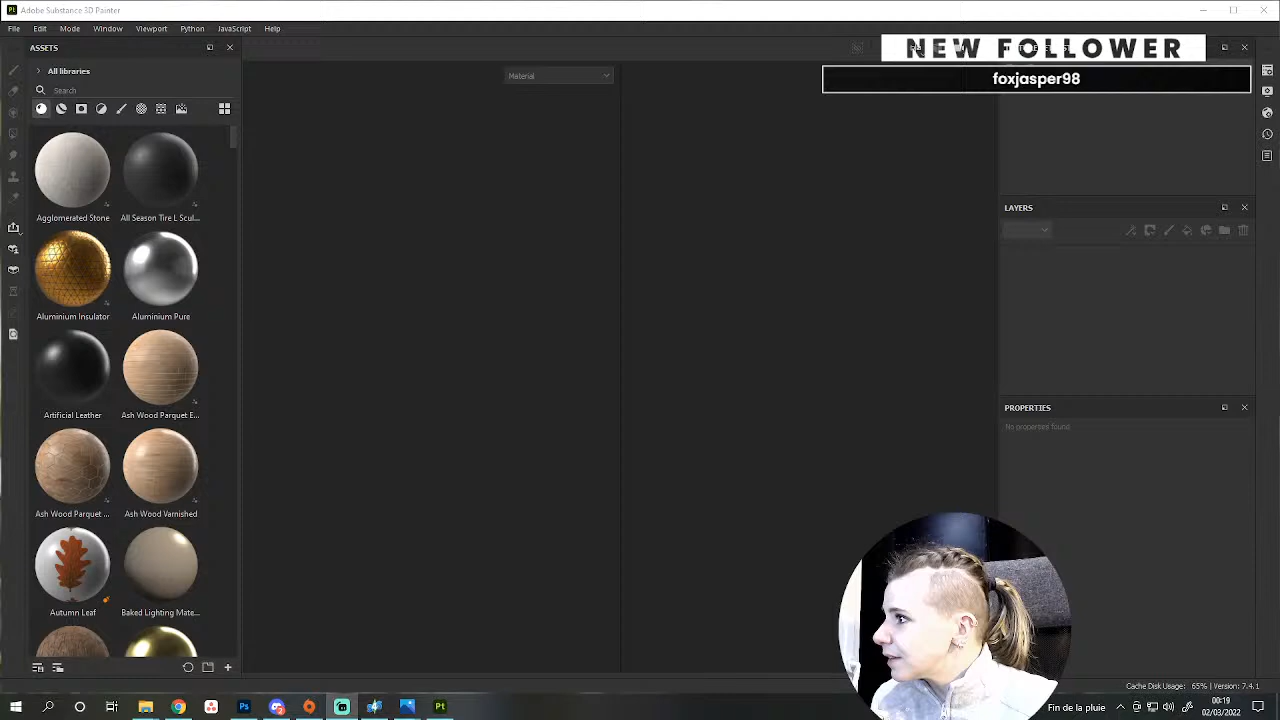 Adobe Substance 3D Painter
File Edit Mode Window Viewport Python JavaScript Help
ASSETS
All libraries
Search
Material
NEW FOLLOWER
foxjasper98
Agglomerated Stone
All Season Tire L Scul...
Aluminium Insulator
Aluminium Pure
Artificial Leather
Ash Wood Parquet E...
Ash Wood Parquet ...
Ash Wood Varnished
Autumn Leaf
Baked Lighting Mate...
LAYERS
PROPERTIES
No properties found.
Cache Disk Usage: 65% | Version: 7.4.1
Ps
Pt
Fin de la pluie
00:19
02/03/2022